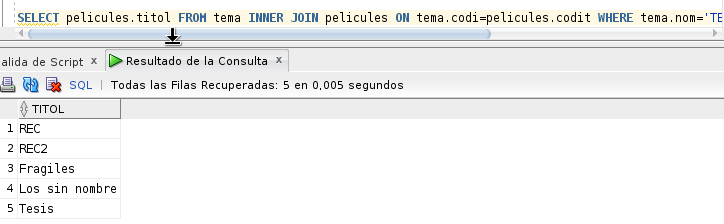 SELECT pelicules.titol FROM tema INNER JOIN pelicules ON tema.codi=pelicules.codit WHERE tema.nom='TE
alida de Script x Resultado de la Consulta x
SQL | Todas las Filas Recuperadas: 5 en 0,005 segundos
TITOL
1 REC
2 REC2
3 Fragiles
4 Los sin nombre
5 Tesis